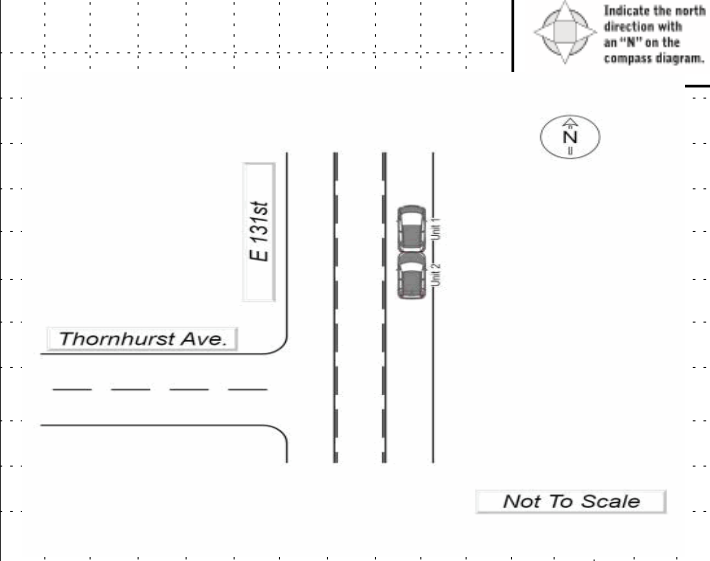 Indicate the north
direction with
an “N” on the
compass diagram.
N
E 131st
Unit 1
Unit 2
Thornhurst Ave.
Not To Scale